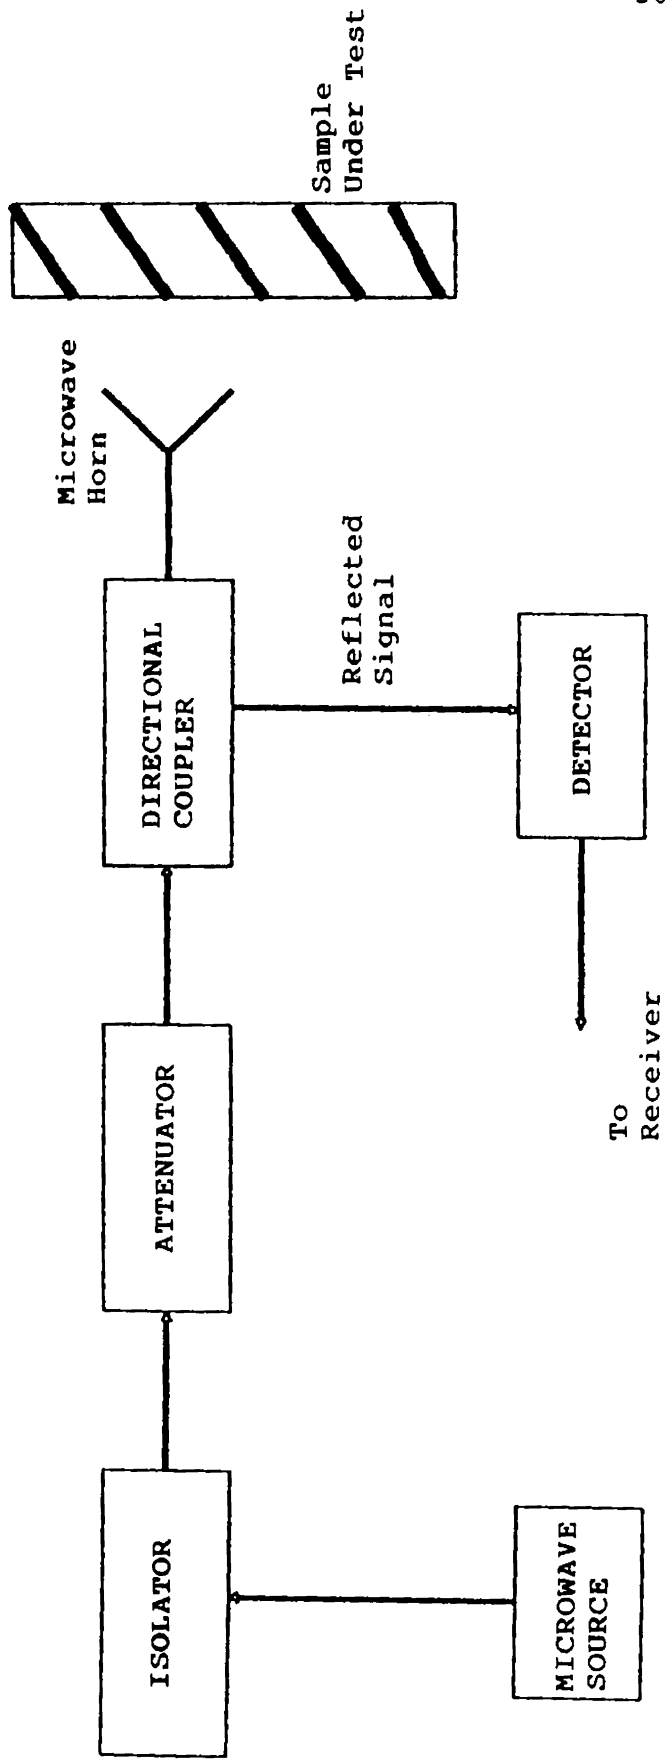 Sample
Under Test
Microwave
Horn
DIRECTIONAL
COUPLER
Reflected
Signal
DETECTOR
ATTENUATOR
To
Receiver
ISOLATOR
MICROWAVE
SOURCE